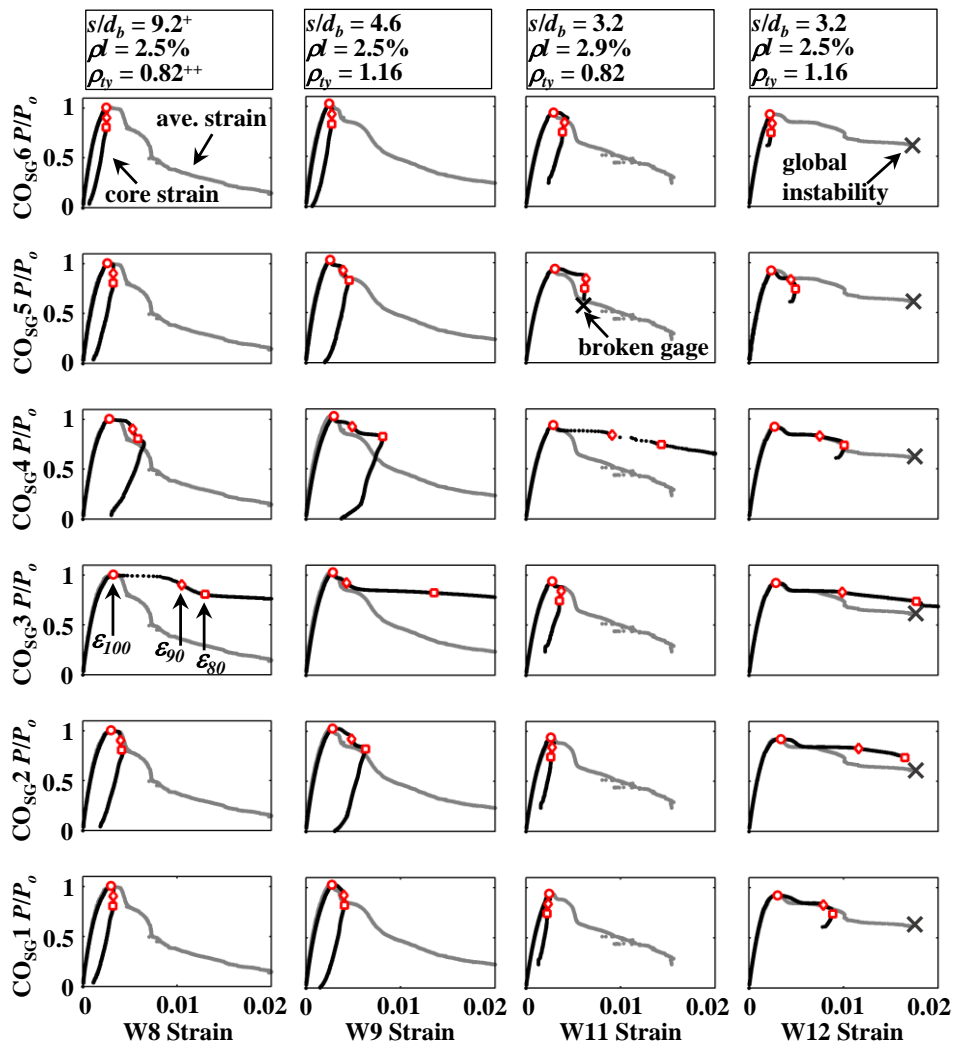 s/d_b = 9.2⁺
ρl = 2.5%
ρ_ty = 0.82⁺⁺
s/d_b = 4.6
ρl = 2.5%
ρ_ty = 1.16
s/d_b = 3.2
ρl = 2.9%
ρ_ty = 0.82
s/d_b = 3.2
ρl = 2.5%
ρ_ty = 1.16
CO_SG6 P/P_o
1
0.5
0
ave. strain
core strain
global
instability
CO_SG5 P/P_o
1
0.5
0
broken gage
CO_SG4 P/P_o
1
0.5
0
CO_SG3 P/P_o
1
0.5
0
ε_100
ε_90
ε_80
CO_SG2 P/P_o
1
0.5
0
CO_SG1 P/P_o
1
0.5
0
0 0.01 0.02
0 0.01
0 0.01
0 0.01 0.02
W8 Strain
W9 Strain
W11 Strain
W12 Strain